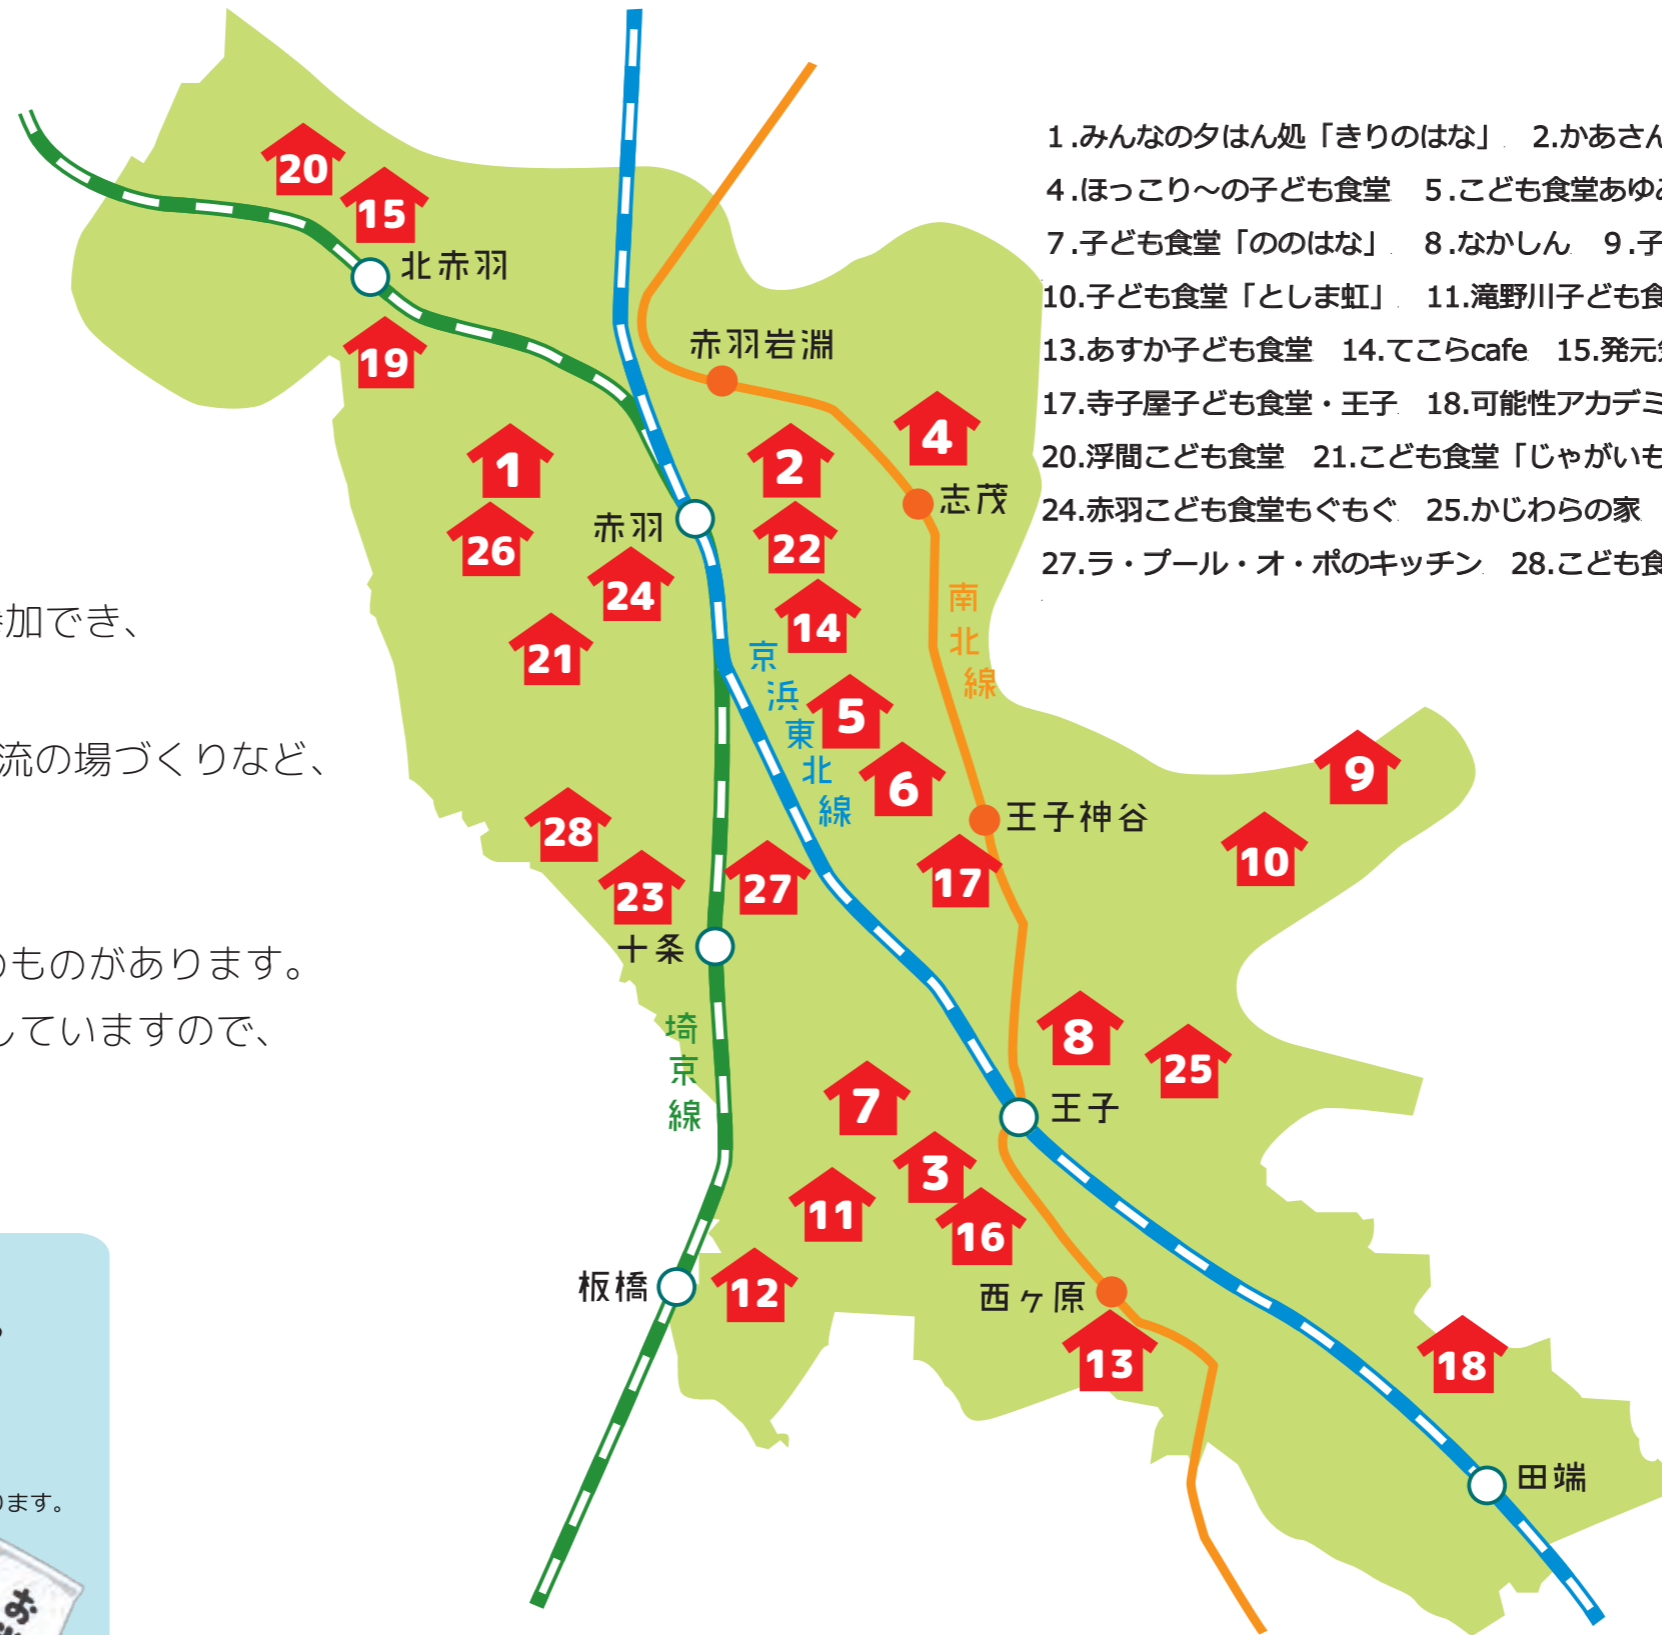 1.みんなの夕はん処「きりのはな」 2.かあさん
4.ほっこり～の子ども食堂 5.こども食堂あゆみ
7.子ども食堂「ののはな」 8.なかしん 9.子
10.子ども食堂「としま虹」 11.滝野川子ども食
13.あすか子ども食堂 14.てこらcafe 15.発元気
17.寺子屋子ども食堂・王子 18.可能性アカデミ
20.浮間こども食堂 21.こども食堂「じゃがいも
24.赤羽こども食堂もぐもぐ 25.かじわらの家
27.ラ・プール・オ・ポのキッチン 28.こども食
20
15
北赤羽
19
赤羽岩淵
4
1
2
志茂
赤羽
26
22
24
14
21
南北線
京浜東北線
5
6
9
王子神谷
28
10
23
27
17
十条
埼京線
8
25
7
王子
3
11
16
板橋
12
西ヶ原
13
18
田端
参加でき、
流の場づくりなど、
のものがあります。
していますので、
ります。